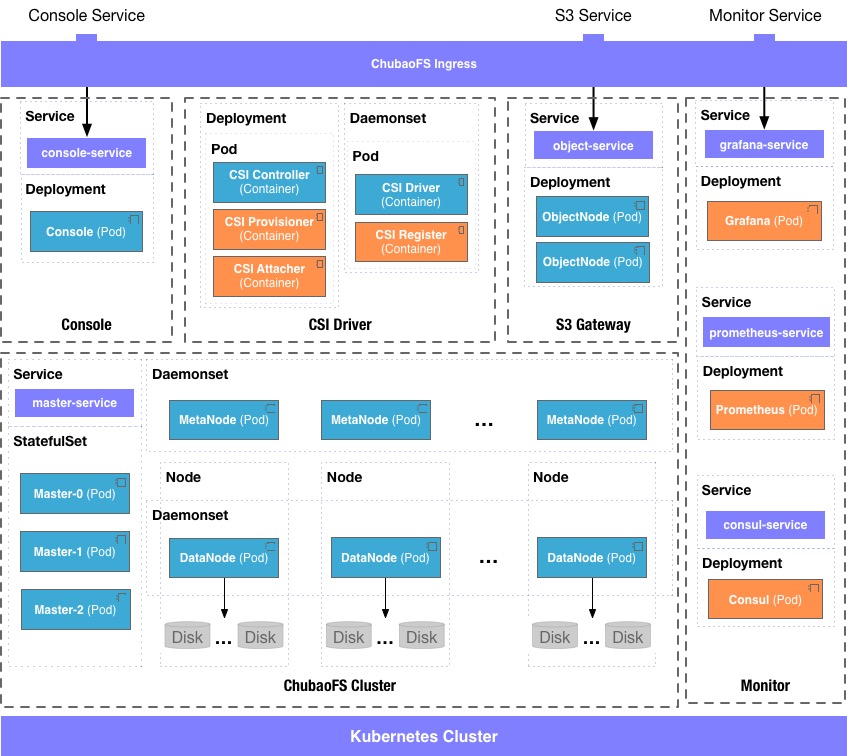 Console Service
S3 Service
Monitor Service
ChubaoFS Ingress
Service
console-service
Deployment
Console (Pod)
Console
Deployment
Pod
CSI Controller
(Container)
CSI Provisioner
(Container)
CSI Attacher
(Container)
Daemonset
Pod
CSI Driver
(Container)
CSI Register
(Container)
CSI Driver
Service
object-service
Deployment
ObjectNode (Pod)
ObjectNode (Pod)
S3 Gateway
Service
grafana-service
Deployment
Grafana (Pod)
Service
prometheus-service
Deployment
Prometheus (Pod)
Service
consul-service
Deployment
Consul (Pod)
Monitor
Service
master-service
StatefulSet
Master-0 (Pod)
Master-1 (Pod)
Master-2 (Pod)
Daemonset
MetaNode (Pod)
MetaNode (Pod)
...
MetaNode (Pod)
Node
Node
Node
Daemonset
DataNode (Pod)
DataNode (Pod)
...
DataNode (Pod)
Disk ... Disk
Disk ... Disk
Disk ... Disk
ChubaoFS Cluster
Kubernetes Cluster